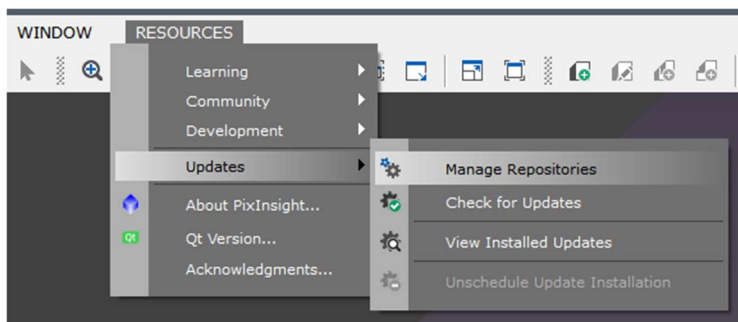 WINDOW RESOURCES
Learning
Community
Development
Updates
About PixInsight...
Qt Version...
Acknowledgments...
Manage Repositories
Check for Updates
View Installed Updates
Unschedule Update Installation